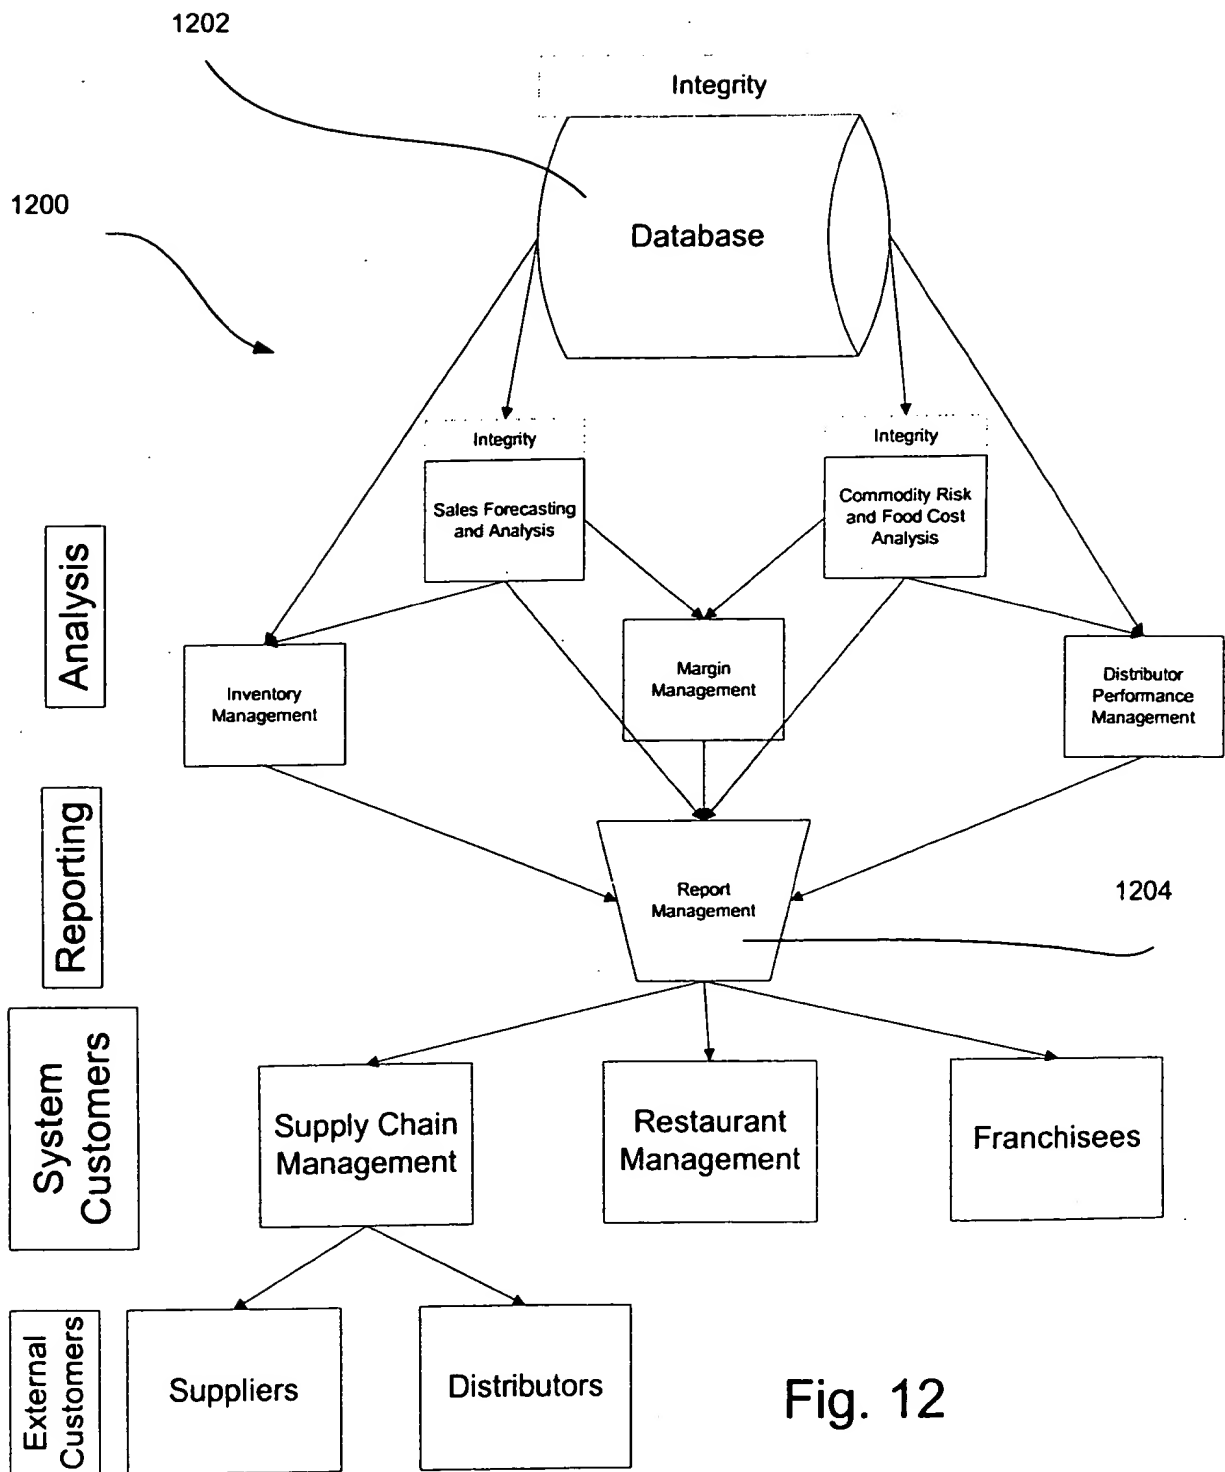 1202
Integrity
1200
Database
Integrity
Integrity
Sales Forecasting
and Analysis
Commodity Risk
and Food Cost
Analysis
Analysis
Inventory
Management
Margin
Management
Distributor
Performance
Management
Reporting
Report
Management
1204
System
Customers
Supply Chain
Management
Restaurant
Management
Franchisees
External
Customers
Suppliers
Distributors
Fig. 12